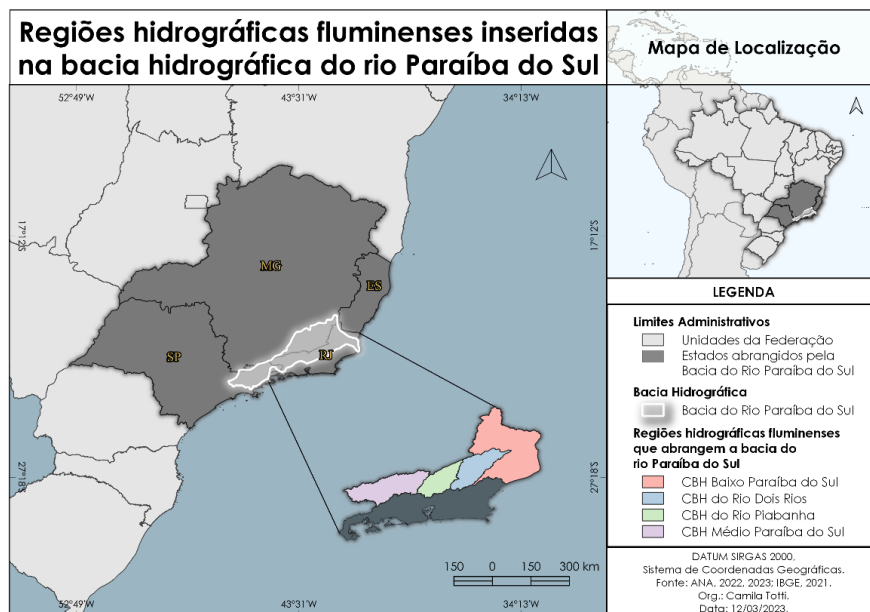 Regiões hidrográficas fluminenses inseridas
na bacia hidrográfica do rio Paraíba do Sul
Mapa de Localização
52°49'W
43°31'W
34°13'W
17°12'S
17°12'S
MG
ES
SP
RJ
27°18'S
27°18'S
150 0 150 300 km
52°49'W
43°31'W
34°13'W
LEGENDA
Limites Administrativos
Unidades da Federação
Estados abrangidos pela
Bacia do Rio Paraíba do Sul
Bacia Hidrográfica
Bacia do Rio Paraíba do Sul
Regiões hidrográficas fluminenses
que abrangem a bacia do
rio Paraíba do Sul
CBH Baixo Paraíba do Sul
CBH do Rio Dois Rios
CBH do Rio Piabanha
CBH Médio Paraíba do Sul
DATUM SIRGAS 2000,
Sistema de Coordenadas Geográficas.
Fonte: ANA, 2022, 2023; IBGE, 2021.
Org.: Camila Totti.
Data: 12/03/2023.